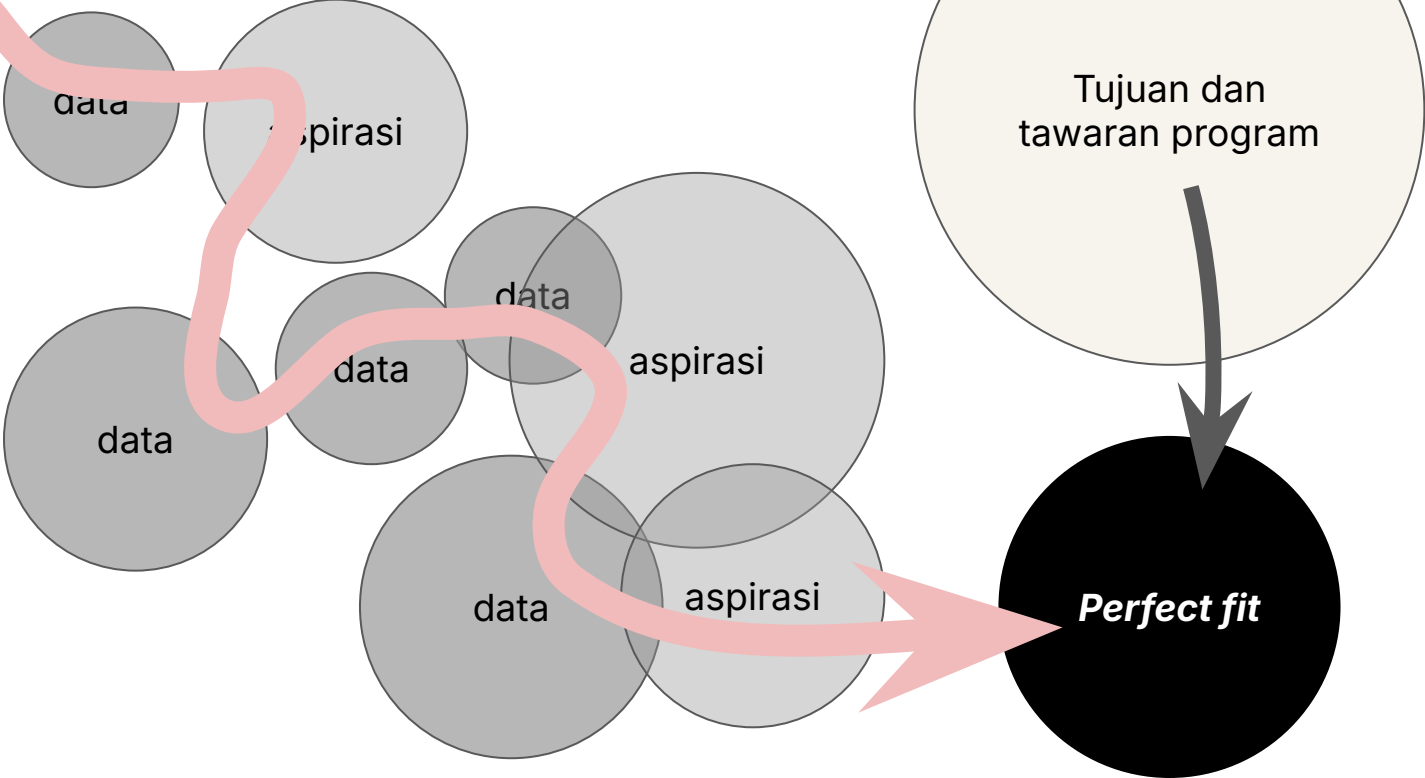 data
aspirasi
Tujuan dan
tawaran program
data
aspirasi
data
data
data
aspirasi
Perfect fit